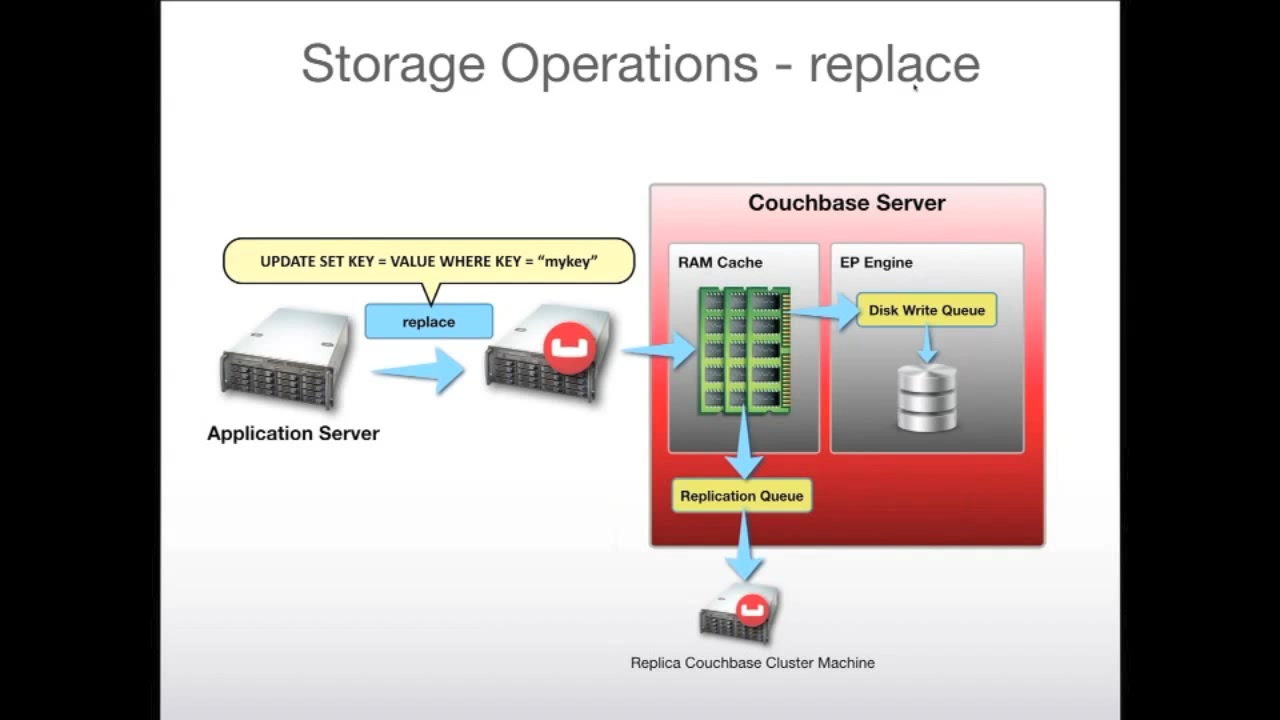 Storage Operations - replace
Couchbase Server
UPDATE SET KEY = VALUE WHERE KEY = “mykey”
RAM Cache
EP Engine
replace
Disk Write Queue
Application Server
Replication Queue
Replica Couchbase Cluster Machine